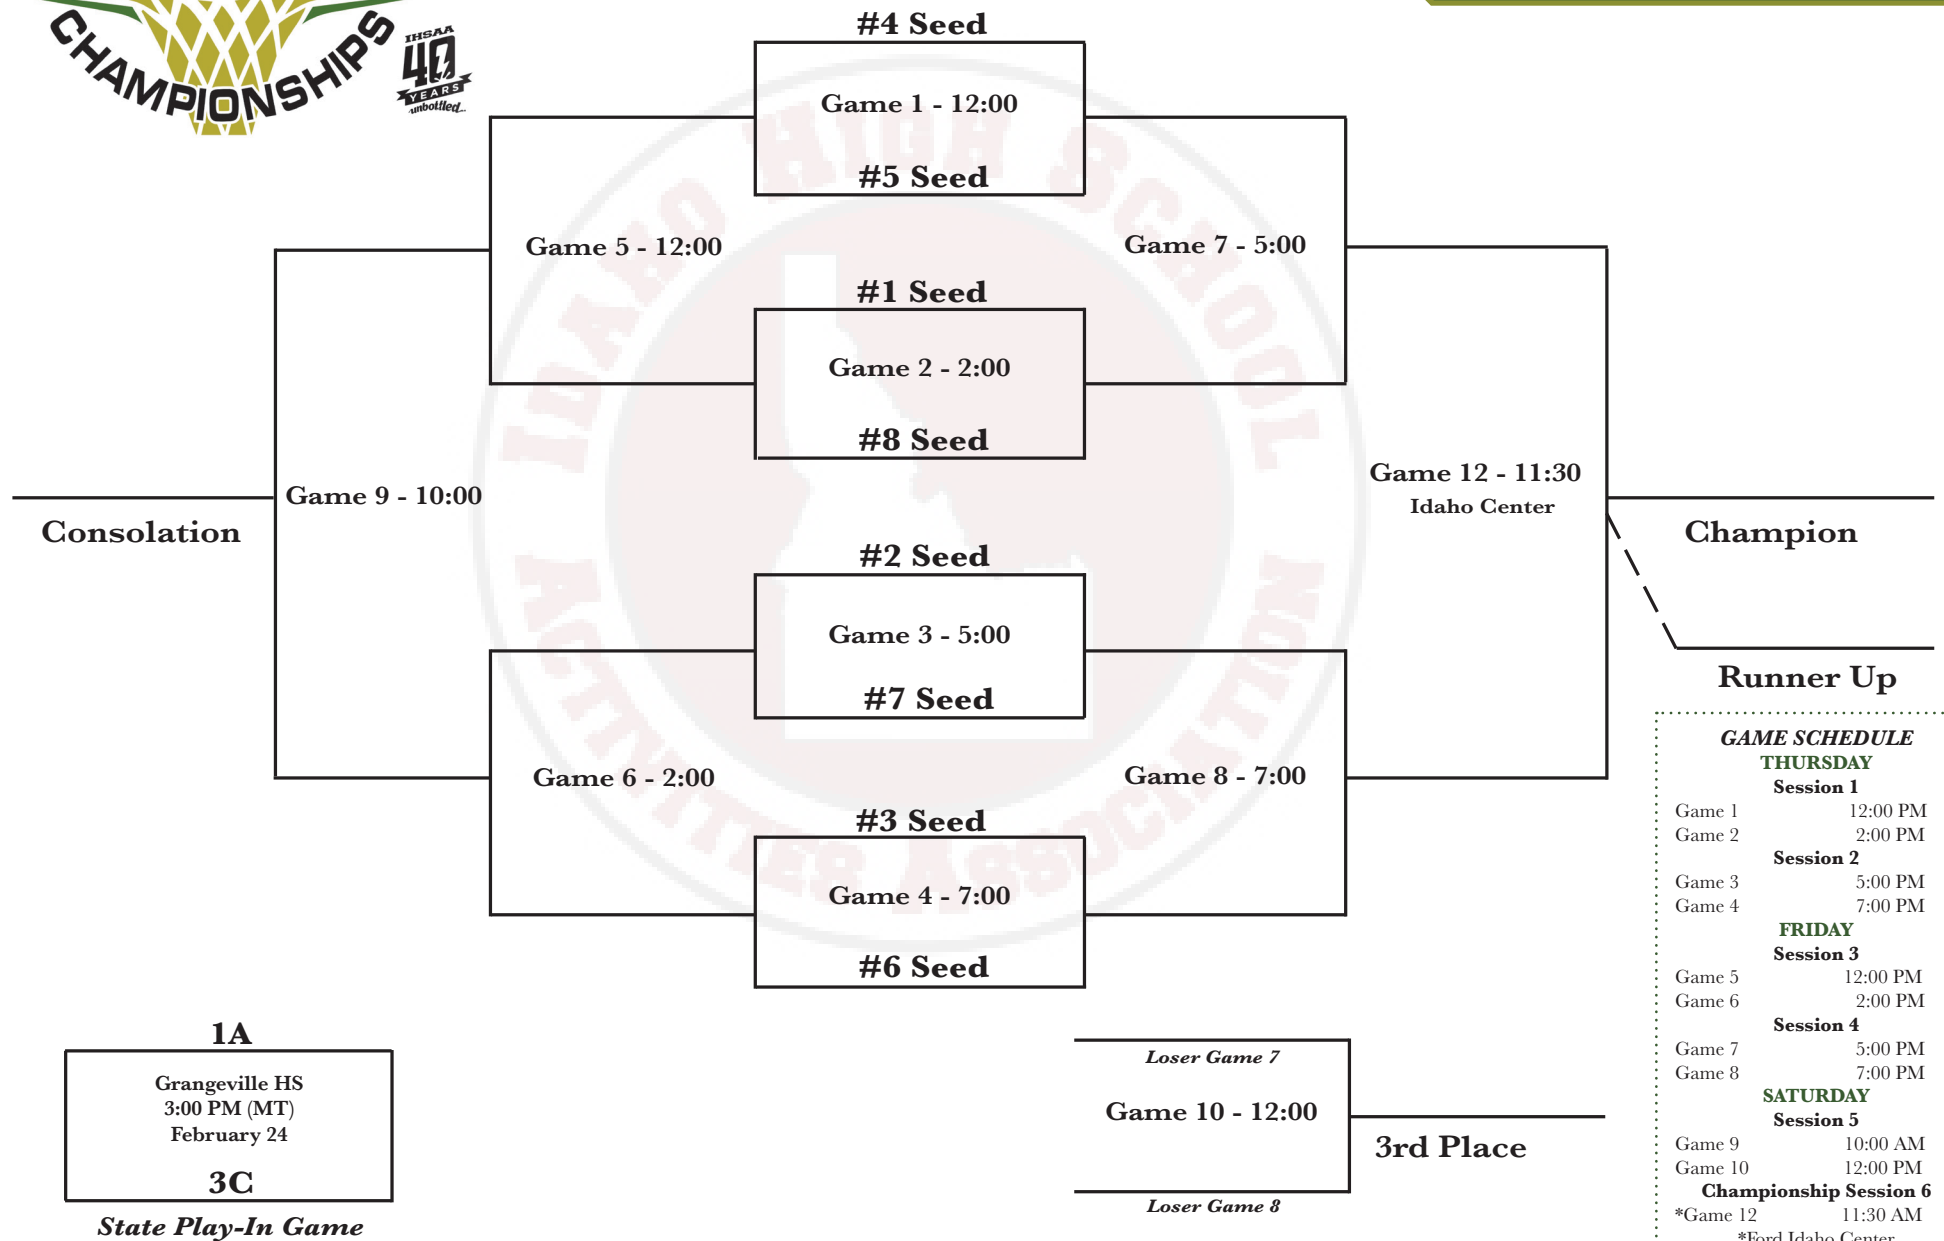 CHAMPIONSHIPS
IHSAA
40
YEARS
unbottled...
IDAHO HIGH SCHOOL
ACTIVITIES ASSOCIATION
#4 Seed
Game 1 - 12:00
#5 Seed
Game 5 - 12:00
Game 7 - 5:00
#1 Seed
Game 2 - 2:00
#8 Seed
Game 9 - 10:00
Consolation
Game 12 - 11:30
Idaho Center
Champion
#2 Seed
Game 3 - 5:00
#7 Seed
Runner Up
Game 6 - 2:00
Game 8 - 7:00
#3 Seed
Game 4 - 7:00
#6 Seed
1A
Grangeville HS
3:00 PM (MT)
February 24
3C
State Play-In Game
Loser Game 7
Game 10 - 12:00
3rd Place
Loser Game 8
GAME SCHEDULE
THURSDAY
Session 1
Game 1 12:00 PM
Game 2 2:00 PM
Session 2
Game 3 5:00 PM
Game 4 7:00 PM
FRIDAY
Session 3
Game 5 12:00 PM
Game 6 2:00 PM
Session 4
Game 7 5:00 PM
Game 8 7:00 PM
SATURDAY
Session 5
Game 9 10:00 AM
Game 10 12:00 PM
Championship Session 6
*Game 12 11:30 AM
*Ford Idaho Center